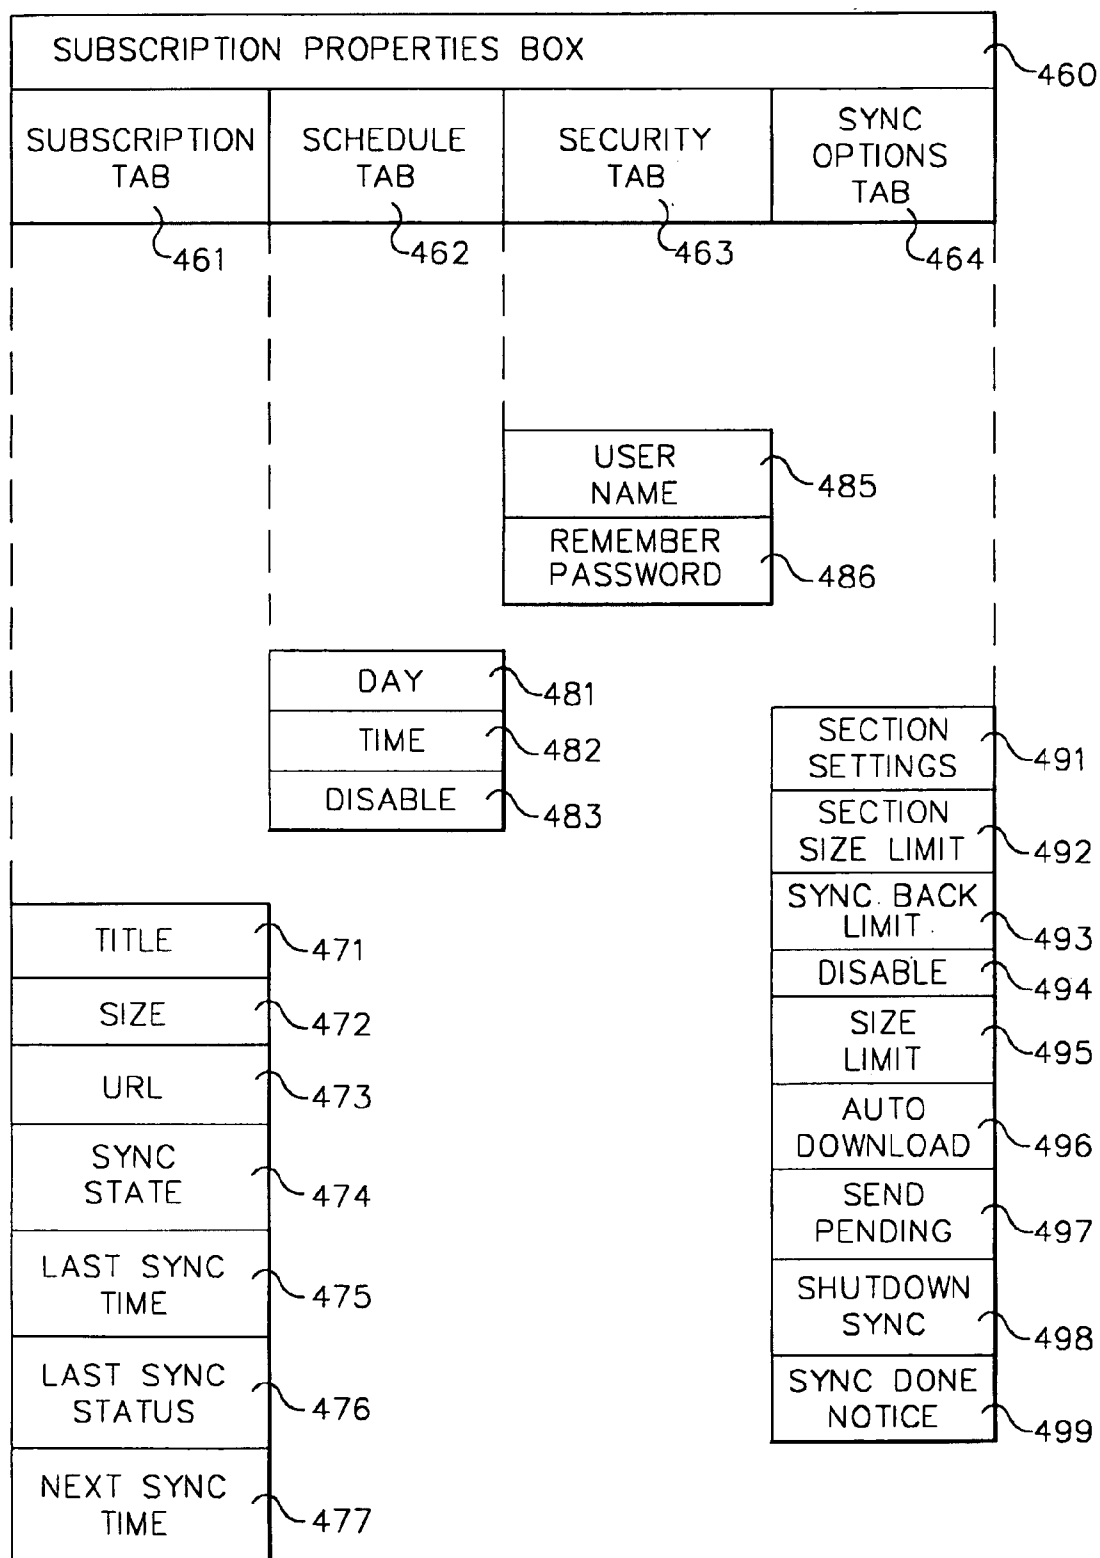 SUBSCRIPTION PROPERTIES BOX
460
SUBSCRIPTION
TAB
461
SCHEDULE
TAB
462
SECURITY
TAB
463
SYNC
OPTIONS
TAB
464
USER
NAME
485
REMEMBER
PASSWORD
486
DAY
481
TIME
482
DISABLE
483
SECTION
SETTINGS
491
SECTION
SIZE LIMIT
492
SYNC. BACK
LIMIT
493
DISABLE
494
SIZE
LIMIT
495
AUTO
DOWNLOAD
496
SEND
PENDING
497
SHUTDOWN
SYNC
498
SYNC DONE
NOTICE
499
TITLE
471
SIZE
472
URL
473
SYNC
STATE
474
LAST SYNC
TIME
475
LAST SYNC
STATUS
476
NEXT SYNC
TIME
477